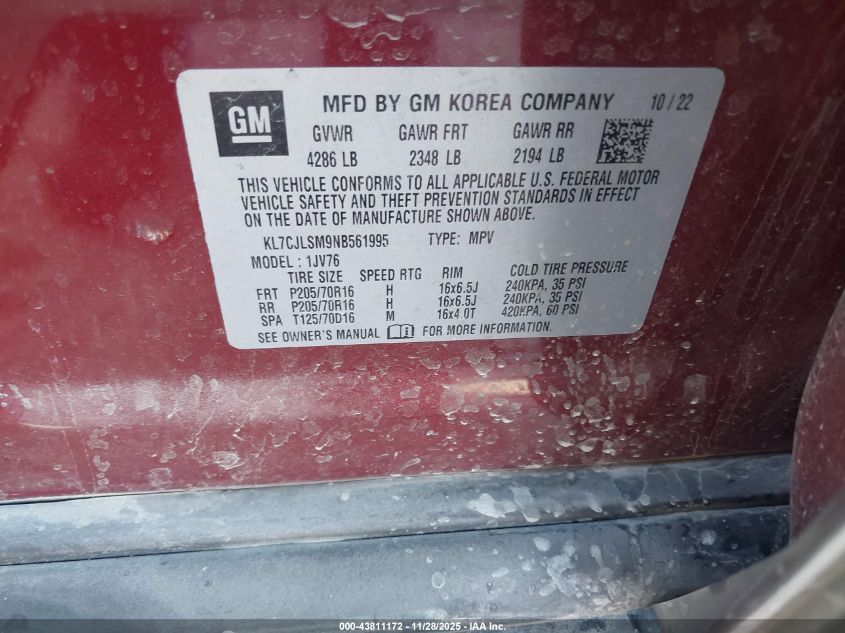 GM
MFD BY GM KOREA COMPANY 10 / 22
GVWR GAWR FRT GAWR RR
4286 LB 2348 LB 2194 LB
THIS VEHICLE CONFORMS TO ALL APPLICABLE U.S. FEDERAL MOTOR
VEHICLE SAFETY AND THEFT PREVENTION STANDARDS IN EFFECT
ON THE DATE OF MANUFACTURE SHOWN ABOVE.
KL7CJLSM9NB561995 TYPE: MPV
MODEL : 1JV76
TIRE SIZE SPEED RTG RIM COLD TIRE PRESSURE
FRT P205/70R16 H 16x6.5J 240KPA, 35 PSI
RR P205/70R16 H 16x6.5J 240KPA, 35 PSI
SPA T125/70D16 M 16x4.0T 420KPA, 60 PSI
SEE OWNER'S MANUAL FOR MORE INFORMATION.
000-43811172 - 11/28/2025 - IAA Inc.